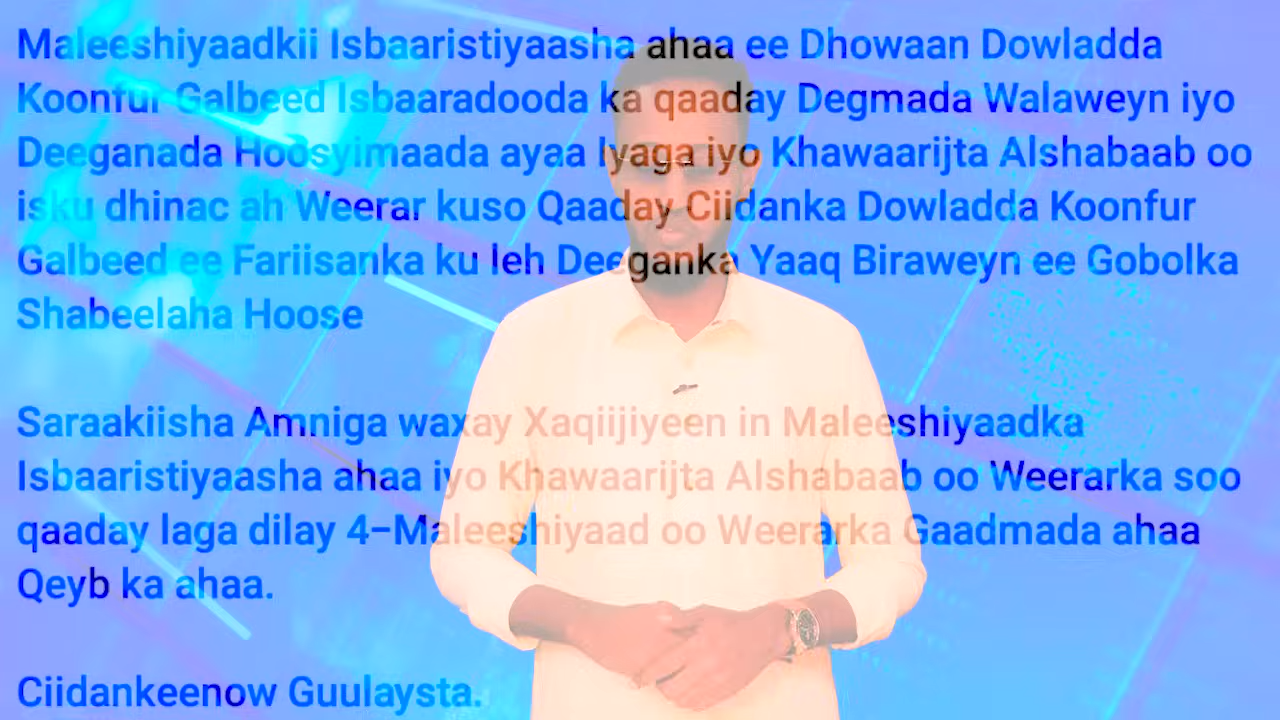 Maleeshiyaadkii Isbaaristiyaasha ahaa ee Dhowaan Dowladda
Koonfur Galbeed Isbaaradooda ka qaaday Degmada Walaweyn iyo
Deeganada Hoosyimaada ayaa Iyaga iyo Khawaarijta Alshabaab oo
isku dhinac ah Weerar kuso Qaaday Ciidanka Dowladda Koonfur
Galbeed ee Fariisanka ku leh Deeganka Yaaq Biraweyn ee Gobolka
Shabeelaha Hoose
Saraakiisha Amniga waxay Xaqiijiyeen in Maleeshiyaadka
Isbaaristiyaasha ahaa iyo Khawaarijta Alshabaab oo Weerarka soo
qaaday laga dilay 4–Maleeshiyaad oo Weerarka Gaadmada ahaa
Qeyb ka ahaa.
Ciidankeenow Guulaysta.